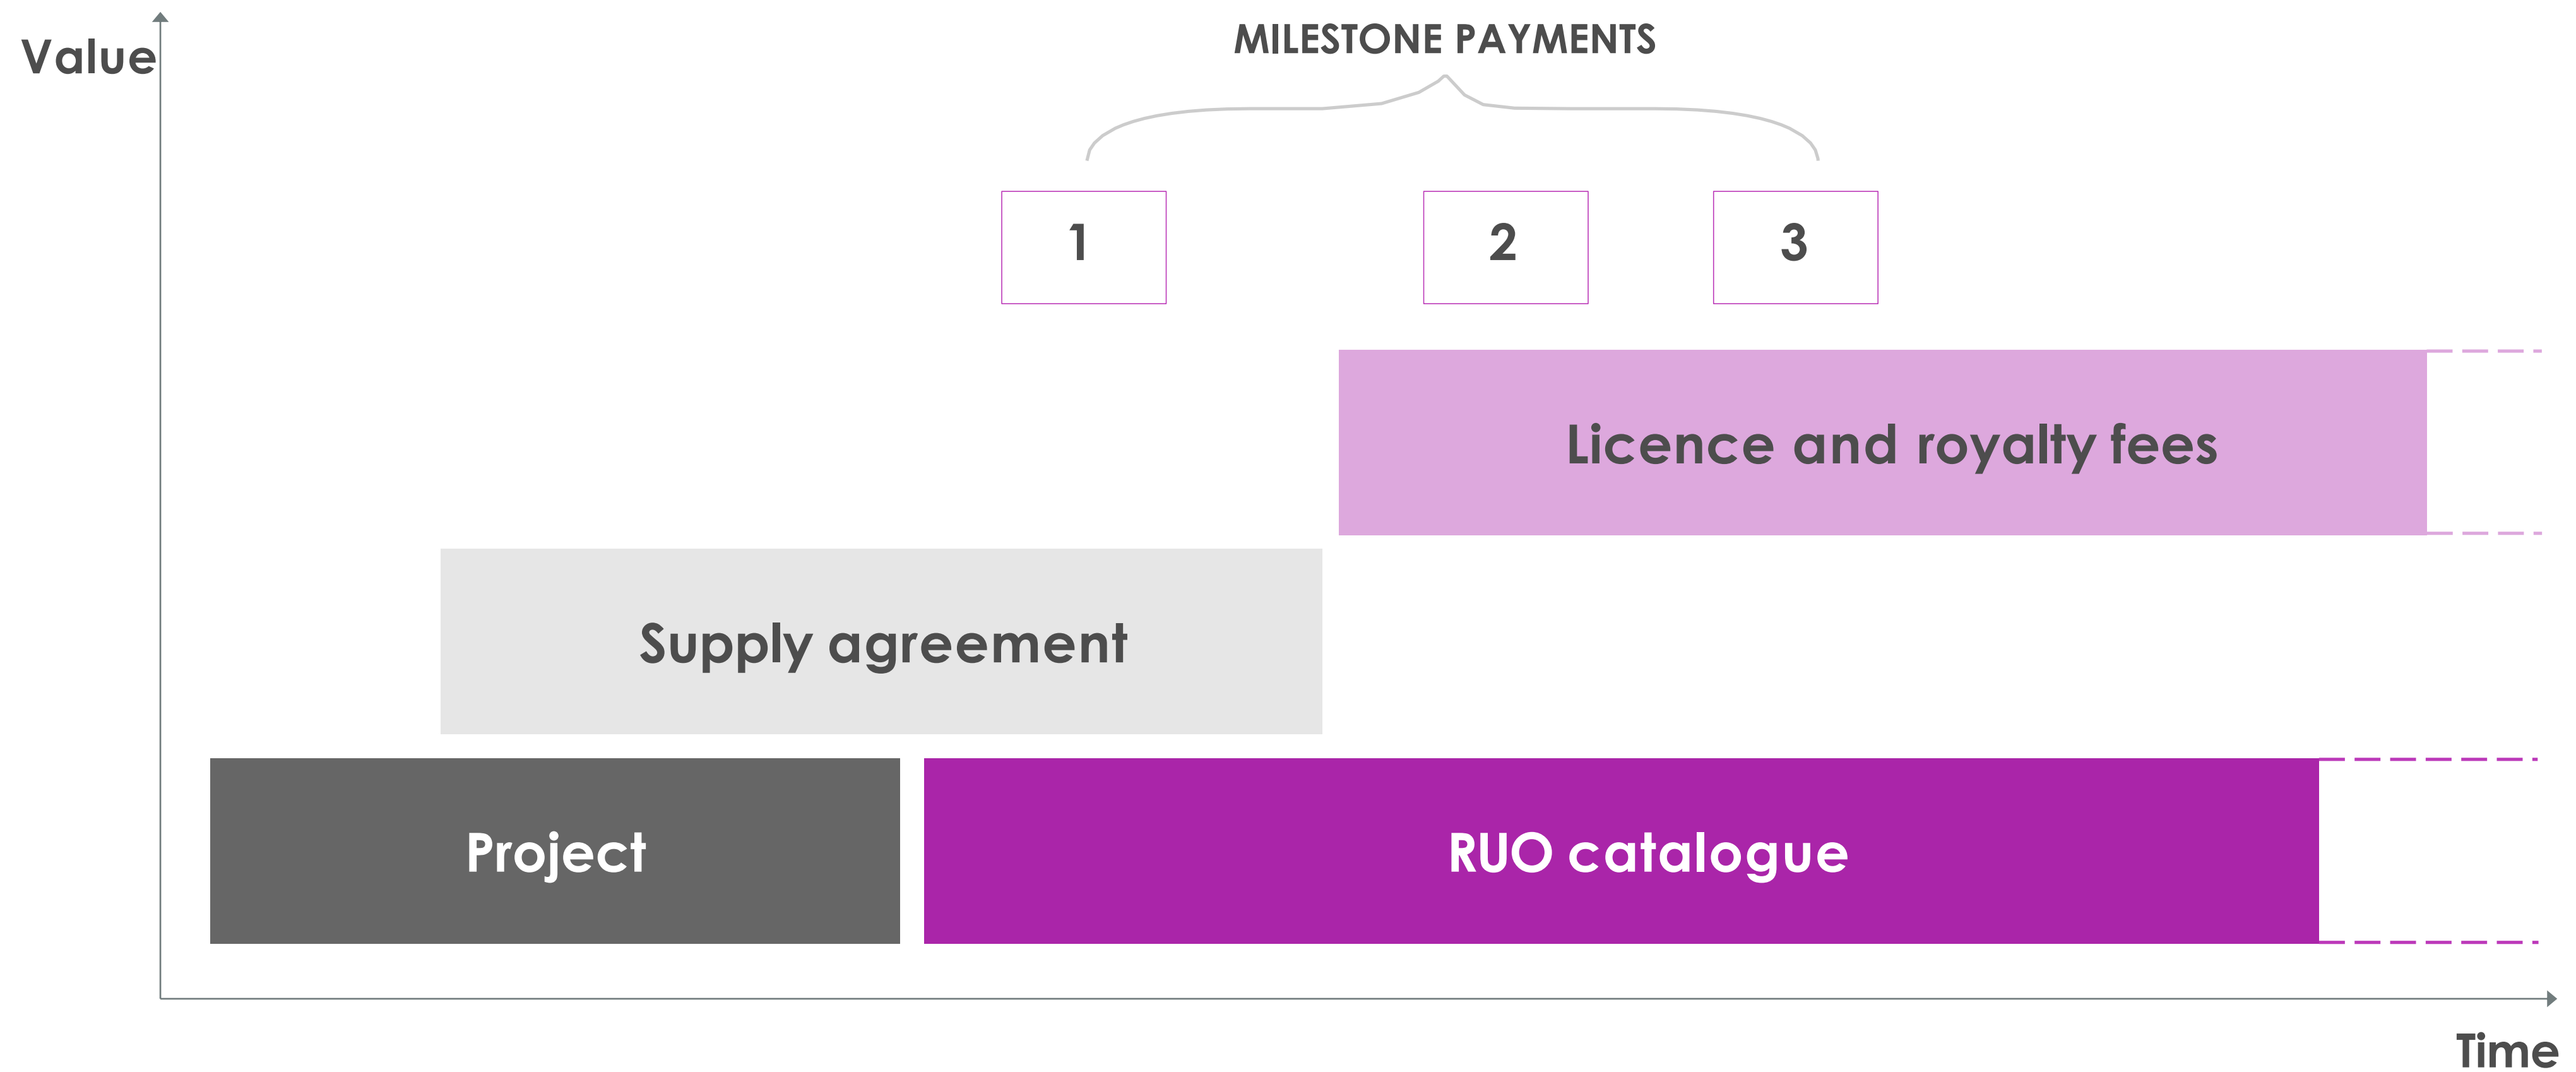 MILESTONE PAYMENTS
Value
1
2
3
Licence and royalty fees
Supply agreement
Project
RUO catalogue
Time